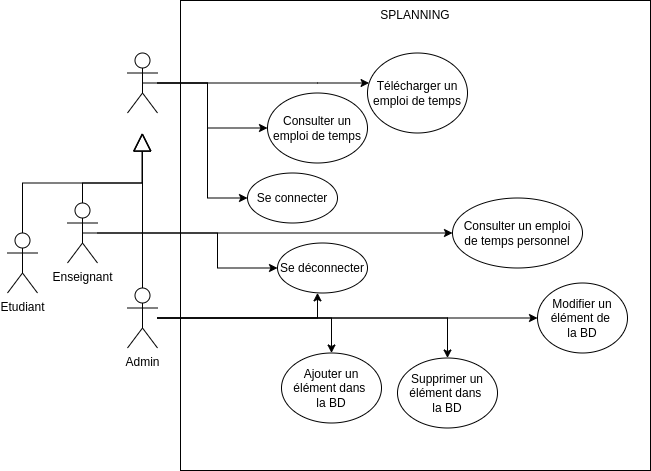 SPLANNING
Télécharger un
emploi de temps
Consulter un
emploi de temps
Se connecter
Consulter un emploi
de temps personnel
Enseignant
Se déconnecter
Etudiant
Modifier un
élément de
la BD
Admin
Ajouter un
élément dans
la BD
Supprimer un
élément dans
la BD